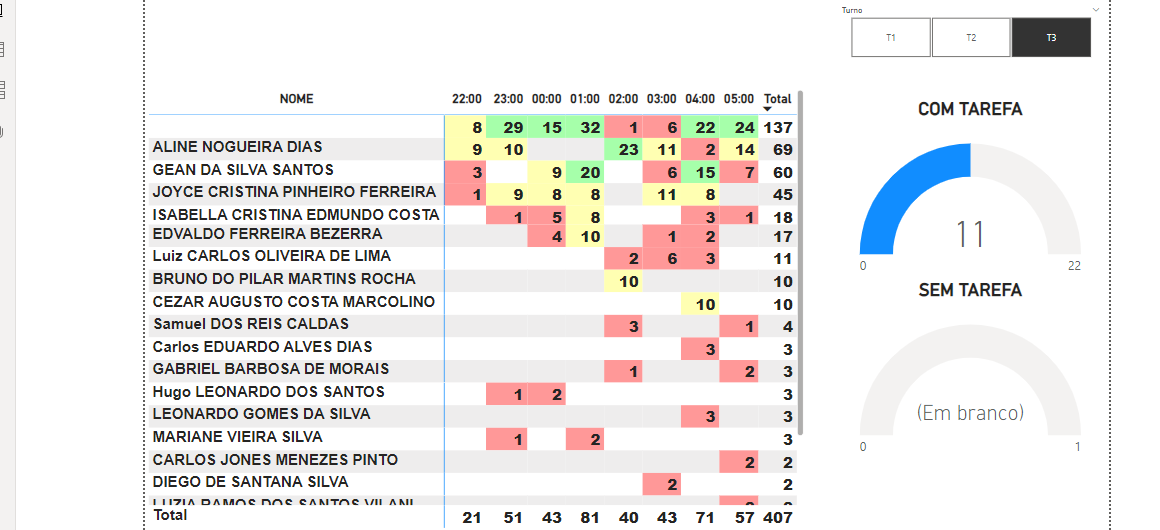 Turno
T1 T2 T3
NOME 22:00 23:00 00:00 01:00 02:00 03:00 04:00 05:00 Total
8 29 15 32 1 6 22 24 137
ALINE NOGUEIRA DIAS 9 10 23 11 2 14 69
GEAN DA SILVA SANTOS 3 9 20 6 15 7 60
JOYCE CRISTINA PINHEIRO FERREIRA 1 9 8 8 11 8 45
ISABELLA CRISTINA EDMUNDO COSTA 1 5 8 3 1 18
EDVALDO FERREIRA BEZERRA 4 10 1 2 17
Luiz CARLOS OLIVEIRA DE LIMA 2 6 3 11
BRUNO DO PILAR MARTINS ROCHA 10 10
CEZAR AUGUSTO COSTA MARCOLINO 10 10
Samuel DOS REIS CALDAS 3 1 4
Carlos EDUARDO ALVES DIAS 3 3
GABRIEL BARBOSA DE MORAIS 1 2 3
Hugo LEONARDO DOS SANTOS 1 2 3
LEONARDO GOMES DA SILVA 3 3
MARIANE VIEIRA SILVA 1 2 3
CARLOS JONES MENEZES PINTO 2 2
DIEGO DE SANTANA SILVA 2 2
LUZIA RAMOS DOS SANTOS VILANI
Total 21 51 43 81 40 43 71 57 407
COM TAREFA
11
0 22
SEM TAREFA
(Em branco)
0 1